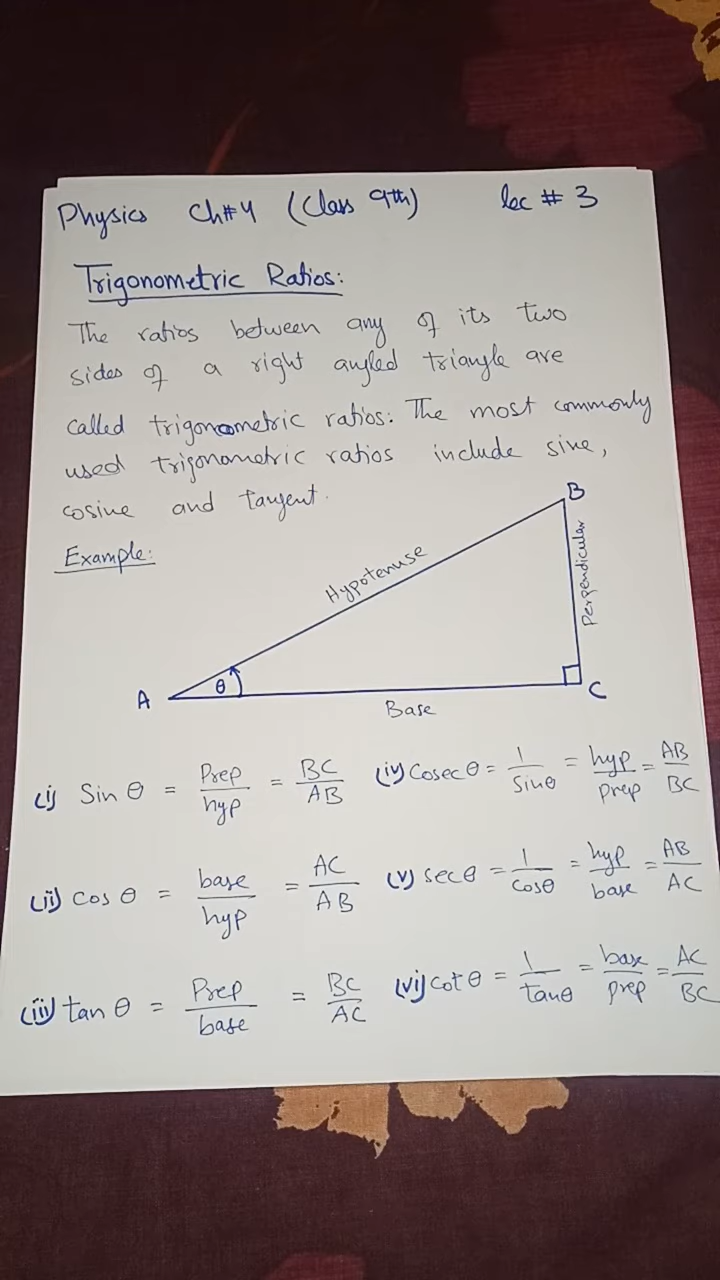 Physics Ch#4 (Class 9th) lec # 3
Trigonometric Ratios:
The ratios between any of its two
sides of a right angled triangle are
called trigonometric ratios. The most commonly
used trigonometric ratios include sine,
cosine and tangent.
Example:
B
Hypotenuse
Perpendicular
A
θ
C
Base
(i) Sin θ = Prep/hyp = BC/AB (iv) Cosec θ = 1/Sinθ = hyp/prep = AB/BC
(ii) Cos θ = base/hyp = AC/AB (v) sec θ = 1/Cosθ = hyp/base = AB/AC
(iii) tan θ = Prep/base = BC/AC (vi) cot θ = 1/tanθ = base/prep = AC/BC